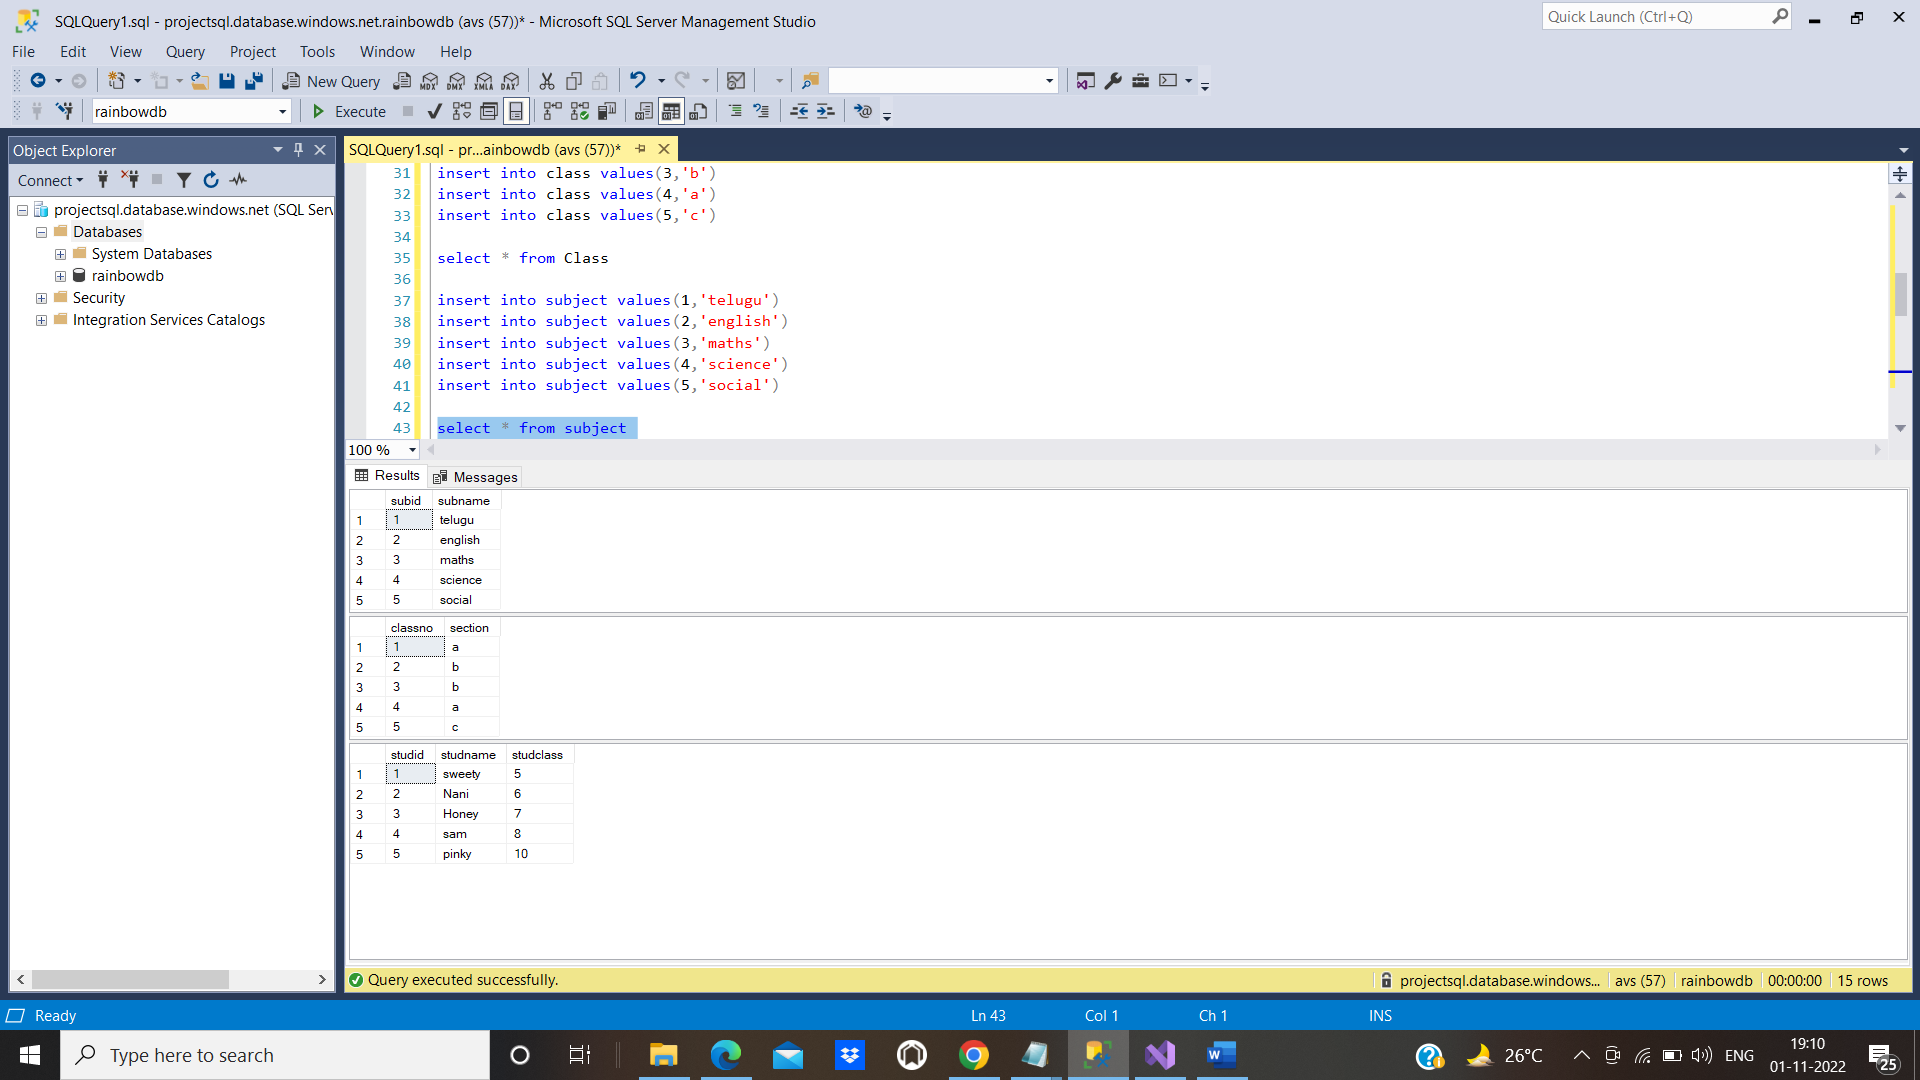 SQLQuery1.sql - projectsql.database.windows.net.rainbowdb (avs (57))* - Microsoft SQL Server Management Studio
Quick Launch (Ctrl+Q)
File Edit View Query Project Tools Window Help
New Query MDX DMX XMLA DAX
rainbowdb Execute
Object Explorer
SQLQuery1.sql - pr...ainbowdb (avs (57))*
Connect
projectsql.database.windows.net (SQL Serv
Databases
System Databases
rainbowdb
Security
Integration Services Catalogs
31 insert into class values(3,'b')
32 insert into class values(4,'a')
33 insert into class values(5,'c')
34
35 select * from Class
36
37 insert into subject values(1,'telugu')
38 insert into subject values(2,'english')
39 insert into subject values(3,'maths')
40 insert into subject values(4,'science')
41 insert into subject values(5,'social')
42
43 select * from subject
100 %
Results Messages
subid subname
1 1 telugu
2 2 english
3 3 maths
4 4 science
5 5 social
classno section
1 1 a
2 2 b
3 3 b
4 4 a
5 5 c
studid studname studclass
1 1 sweety 5
2 2 Nani 6
3 3 Honey 7
4 4 sam 8
5 5 pinky 10
Query executed successfully. projectsql.database.windows... avs (57) rainbowdb 00:00:00 15 rows
Ready Ln 43 Col 1 Ch 1 INS
Type here to search
26°C ENG
19:10
01-11-2022
25